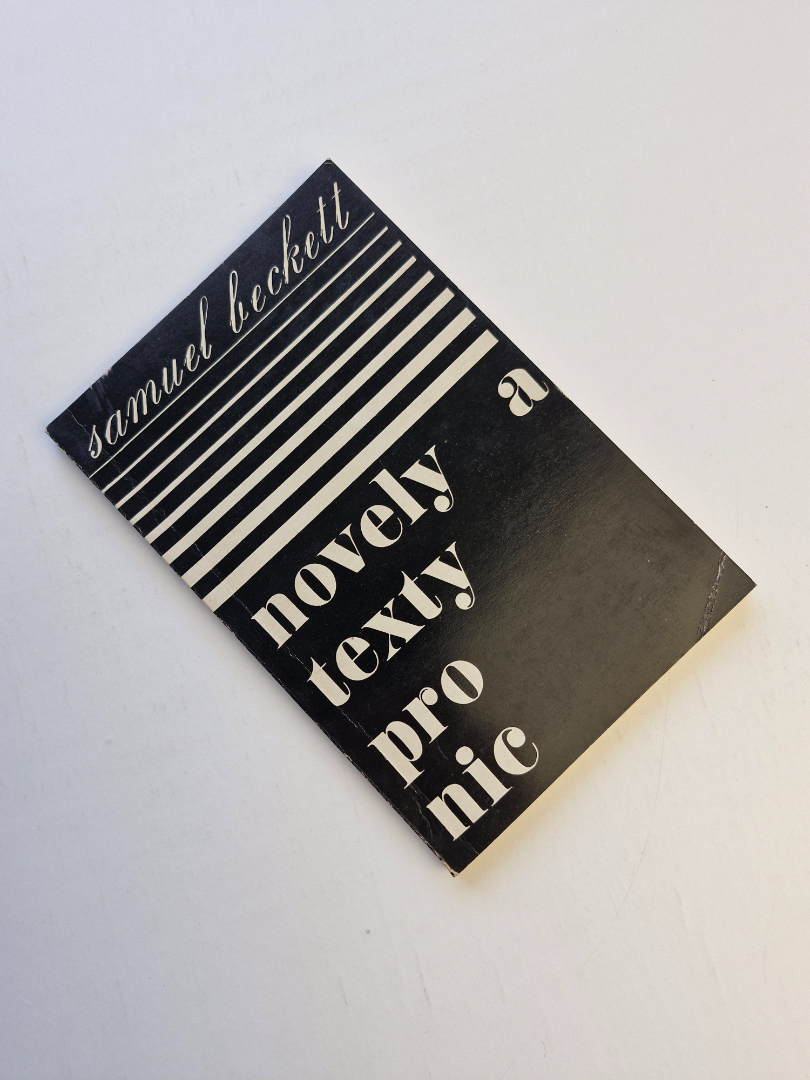 samuel beckett
novely a
texty
pro
nic